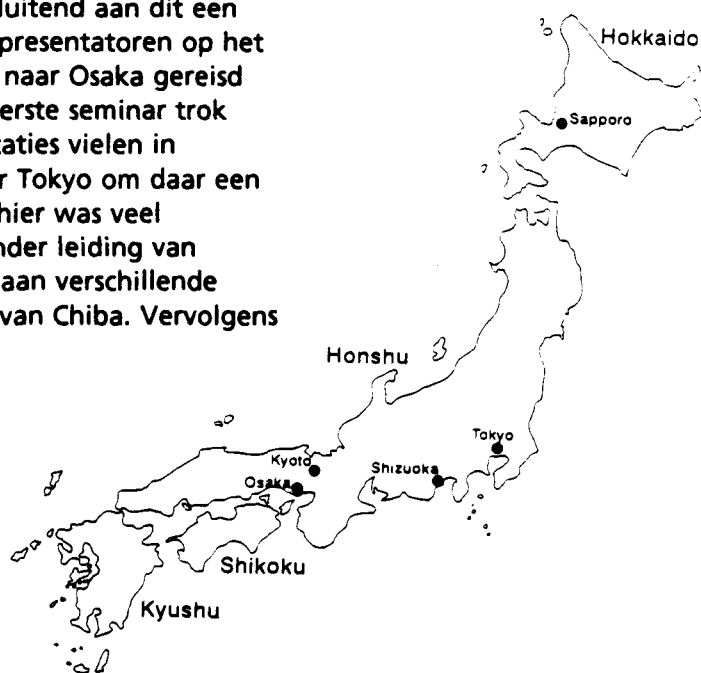 luitend aan dit een
presentatoren op het
naar Osaka gereisd
erste seminar trok
aties vielen in
r Tokyo om daar een
hier was veel
nder leiding van
aan verschillende
van Chiba. Vervolgens
Hokkaido
Sapporo
Honshu
Tokyo
Kyoto
Shizuoka
Osaka
Shikoku
Kyushu